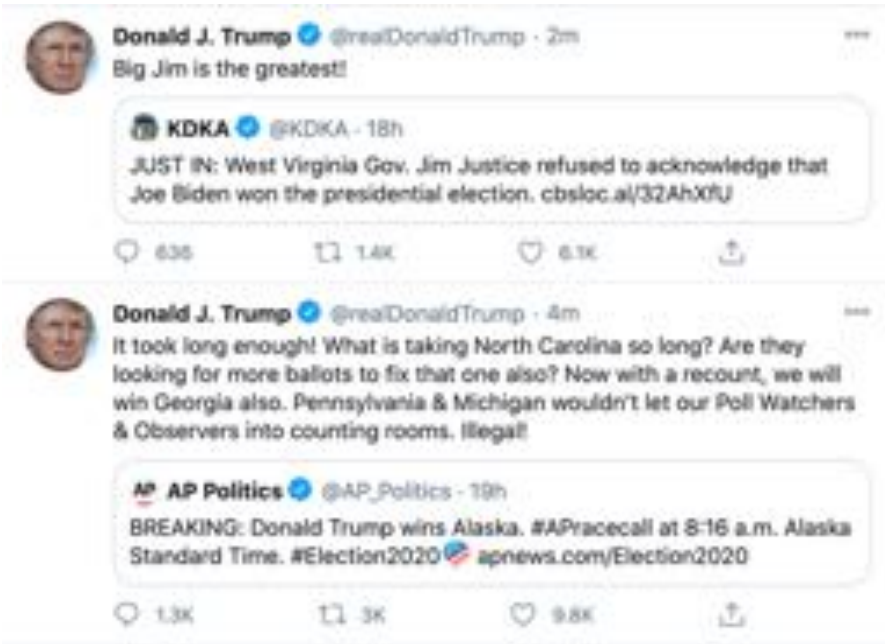 Donald J. Trump @realDonaldTrump · 2m
Big Jim is the greatest!
KDKA @KDKA · 18h
JUST IN: West Virginia Gov. Jim Justice refused to acknowledge that
Joe Biden won the presidential election. cbsloc.al/32AhXfU
636 1.4K 6.1K
Donald J. Trump @realDonaldTrump · 4m
It took long enough! What is taking North Carolina so long? Are they
looking for more ballots to fix that one also? Now with a recount, we will
win Georgia also. Pennsylvania & Michigan wouldn't let our Poll Watchers
& Observers into counting rooms. Illegal!
AP AP Politics @AP_Politics · 19h
BREAKING: Donald Trump wins Alaska. #APracecall at 8:16 a.m. Alaska
Standard Time. #Election2020 apnews.com/Election2020
1.3K 3K 9.8K